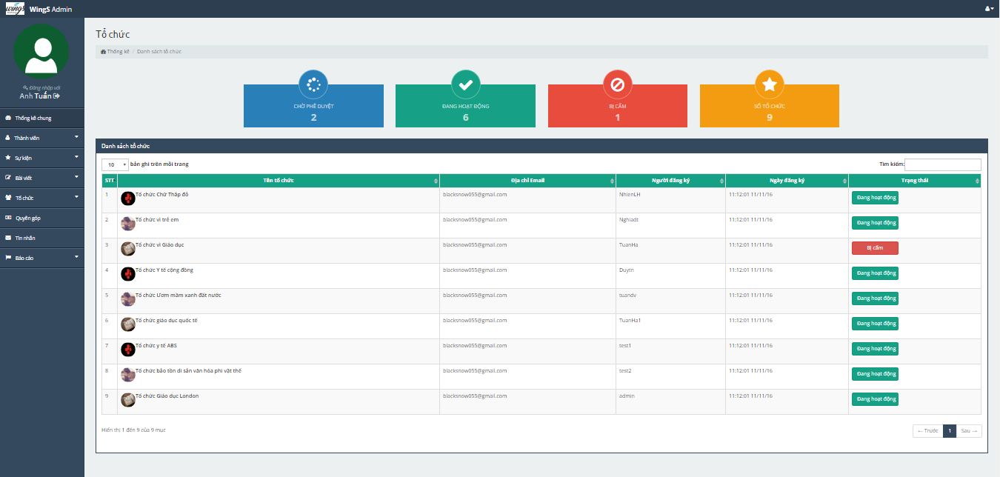 wings WingS Admin
Đăng nhập với
Anh Tuấn
Thống kê chung
Thành viên
Sự kiện
Bài viết
Tổ chức
Quyên góp
Tin nhắn
Báo cáo
Tổ chức
Thống kê / Danh sách tổ chức
CHỜ PHÊ DUYỆT
2
ĐANG HOẠT ĐỘNG
6
BỊ CẤM
1
SỐ TỔ CHỨC
9
Danh sách tổ chức
10 bản ghi trên mỗi trang
Tìm kiếm:
STT Tên tổ chức Địa chỉ Email Người đăng ký Ngày đăng ký Trạng thái
1 Tổ chức Chữ Thập đỏ blacksnow055@gmail.com NhienLH 11:12:01 11/11/16 Đang hoạt động
2 Tổ chức vì trẻ em blacksnow055@gmail.com Nghiadt 11:12:01 11/11/16 Đang hoạt động
3 Tổ chức vì Giáo dục blacksnow055@gmail.com TuanHa 11:12:01 11/11/16 Bị cấm
4 Tổ chức Y tế cộng đồng blacksnow055@gmail.com Duytn 11:12:01 11/11/16 Đang hoạt động
5 Tổ chức Ươm mầm xanh đất nước blacksnow055@gmail.com tuandv 11:12:01 11/11/16 Đang hoạt động
6 Tổ chức giáo dục quốc tế blacksnow055@gmail.com TuanHa1 11:12:01 11/11/16 Đang hoạt động
7 Tổ chức y tế ABS blacksnow055@gmail.com test1 11:12:01 11/11/16 Đang hoạt động
8 Tổ chức bảo tồn di sản văn hóa phi vật thể blacksnow055@gmail.com test2 11:12:01 11/11/16 Đang hoạt động
9 Tổ chức Giáo dục London blacksnow055@gmail.com admin 11:12:01 11/11/16 Đang hoạt động
Hiển thị 1 đến 9 của 9 mục
← Trước 1 Sau →